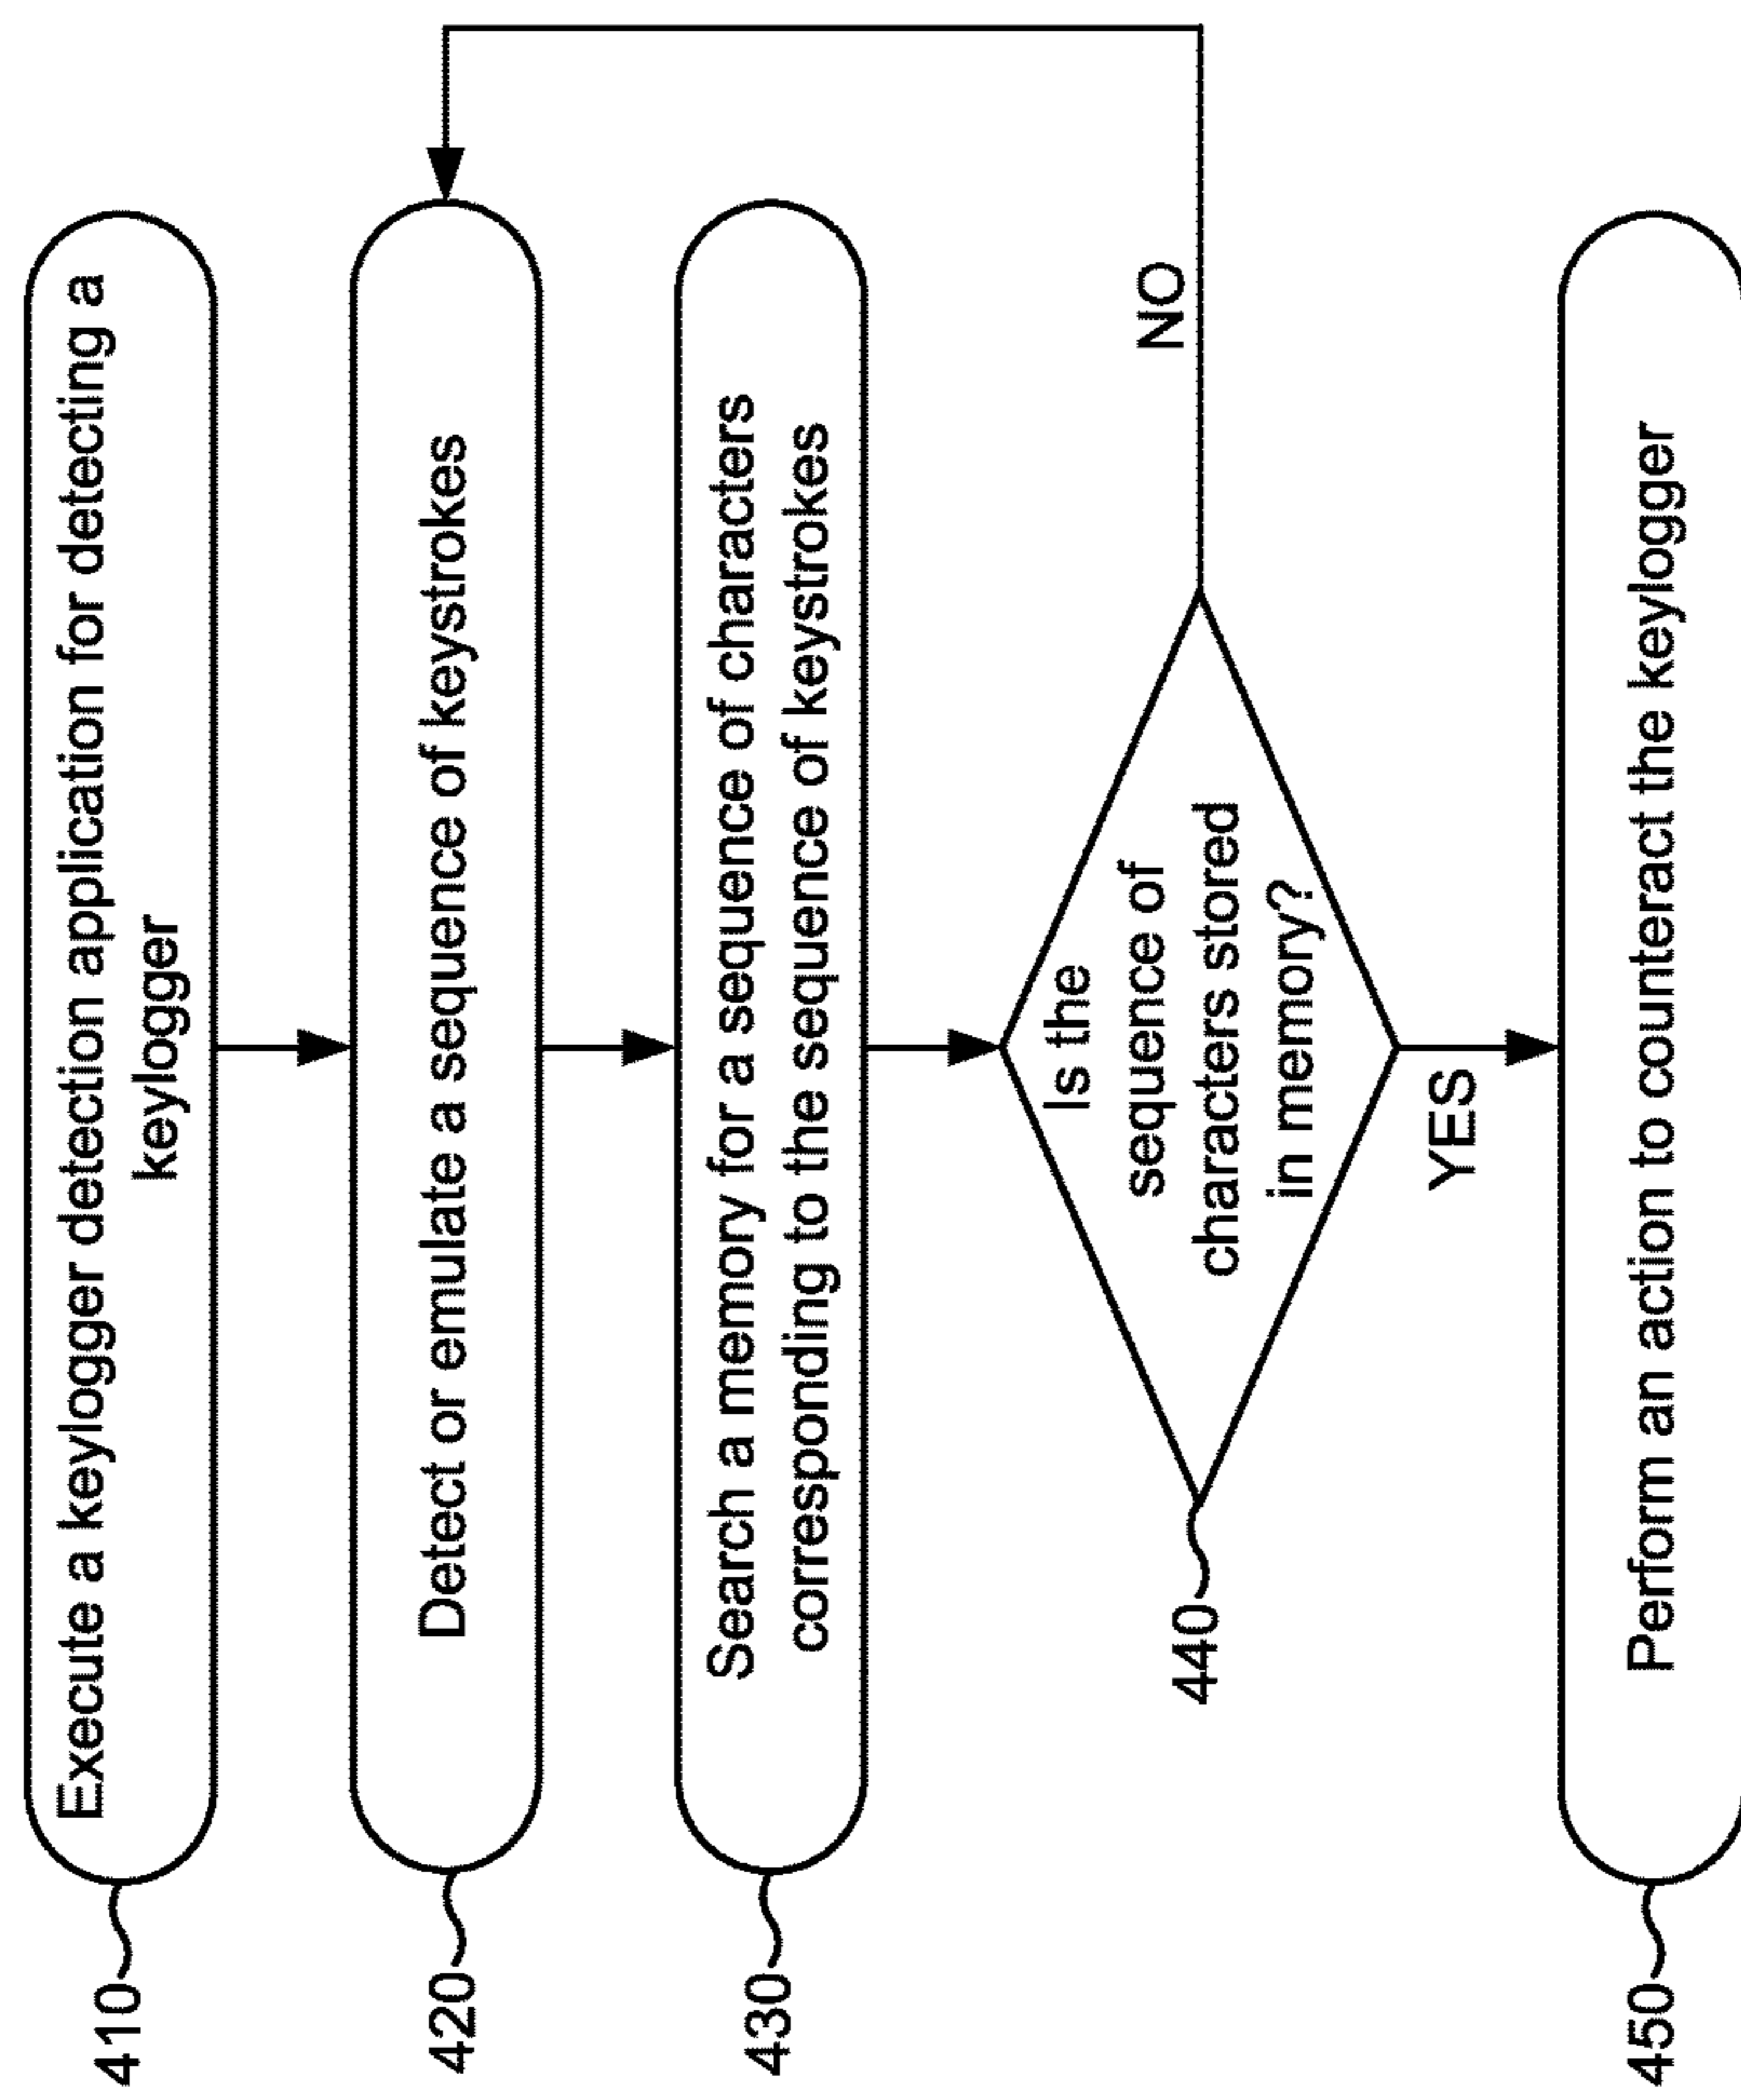 410
Execute a keylogger detection application for detecting a
keylogger
420
Detect or emulate a sequence of keystrokes
430
Search a memory for a sequence of characters
corresponding to the sequence of keystrokes
440
Is the
sequence of
characters stored
in memory?
NO
YES
450
Perform an action to counteract the keylogger